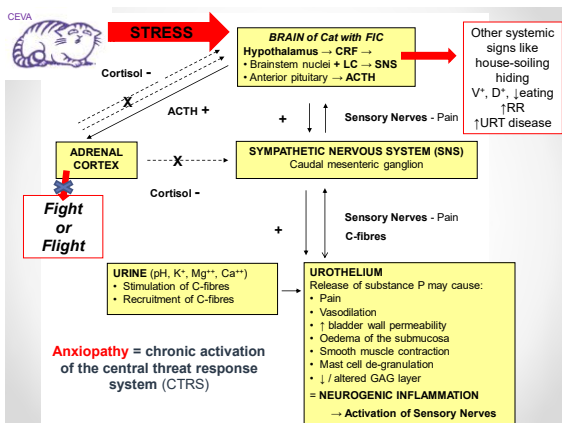 CEVA
STRESS
BRAIN of Cat with FIC
Hypothalamus → CRF →
• Brainstem nuclei + LC → SNS
• Anterior pituitary → ACTH
Other systemic
signs like
house-soiling
hiding
V⁺, D⁺, ↓eating
↑RR
↑URT disease
Cortisol -
X
ACTH +
+
Sensory Nerves - Pain
ADRENAL
CORTEX
X
SYMPATHETIC NERVOUS SYSTEM (SNS)
Caudal mesenteric ganglion
Cortisol -
Fight
or
Flight
+
Sensory Nerves - Pain
C-fibres
URINE (pH, K⁺, Mg⁺⁺, Ca⁺⁺)
• Stimulation of C-fibres
• Recruitment of C-fibres
UROTHELIUM
Release of substance P may cause:
• Pain
• Vasodilation
• ↑ bladder wall permeability
• Oedema of the submucosa
• Smooth muscle contraction
• Mast cell de-granulation
• ↓ / altered GAG layer
= NEUROGENIC INFLAMMATION
→ Activation of Sensory Nerves
Anxiopathy = chronic activation
of the central threat response
system (CTRS)